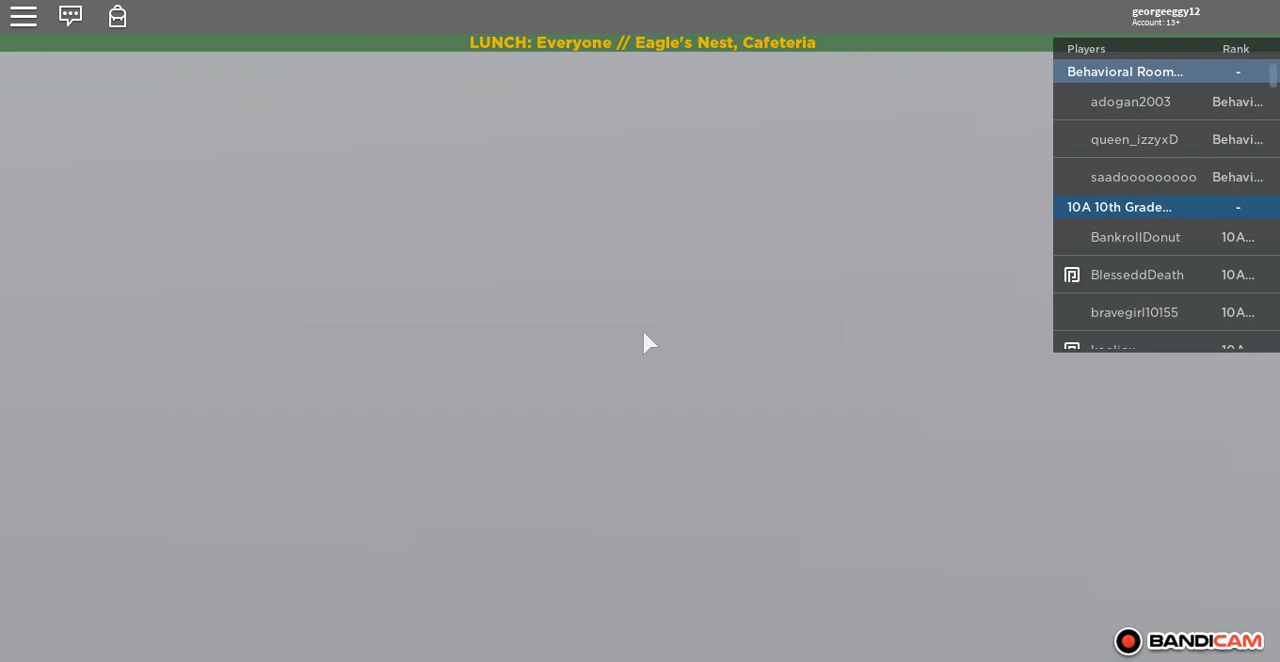 georgeeggy12
Account: 13+
LUNCH: Everyone // Eagle's Nest, Cafeteria
Players Rank
Behavioral Room... -
adogan2003 Behavi...
queen_izzyxD Behavi...
saadooooooooo Behavi...
10A 10th Grade... -
BankrollDonut 10A...
BlesseddDeath 10A...
bravegirl10155 10A...
BANDICAM